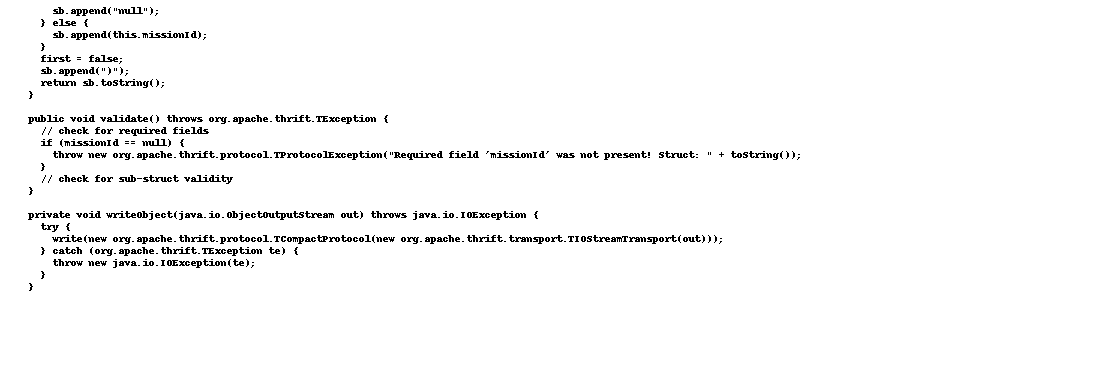 sb.append("null");
    } else {
      sb.append(this.missionId);
    }
    first = false;
    sb.append(")");
    return sb.toString();
  }

  public void validate() throws org.apache.thrift.TException {
    // check for required fields
    if (missionId == null) {
      throw new org.apache.thrift.protocol.TProtocolException("Required field 'missionId' was not present! Struct: " + toString());
    }
    // check for sub-struct validity
  }

  private void writeObject(java.io.ObjectOutputStream out) throws java.io.IOException {
    try {
      write(new org.apache.thrift.protocol.TCompactProtocol(new org.apache.thrift.transport.TIOStreamTransport(out)));
    } catch (org.apache.thrift.TException te) {
      throw new java.io.IOException(te);
    }
  }